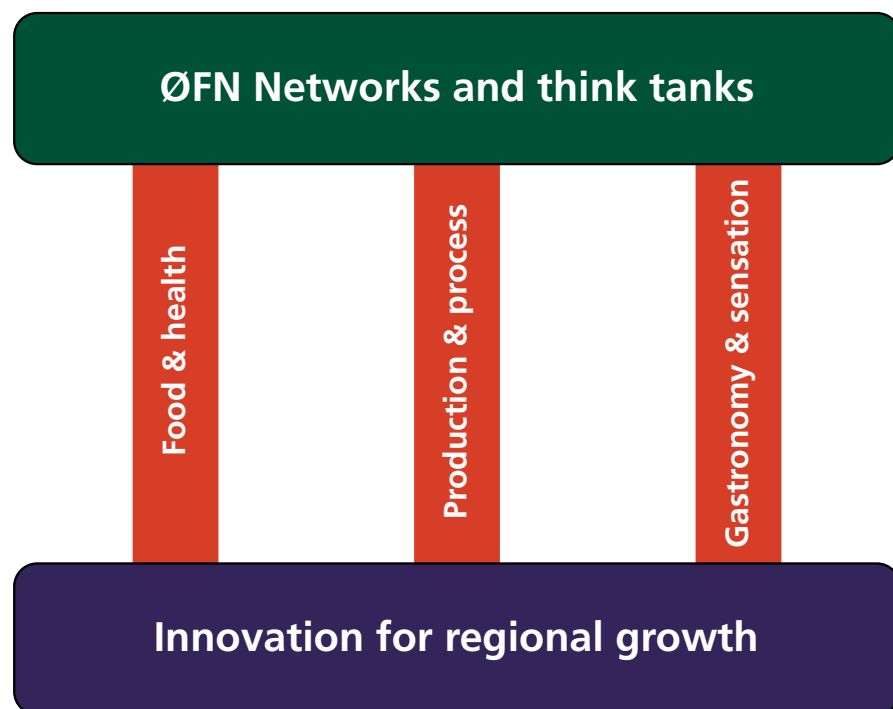 ØFN Networks and think tanks
Food & health
Production & process
Gastronomy & sensation
Innovation for regional growth